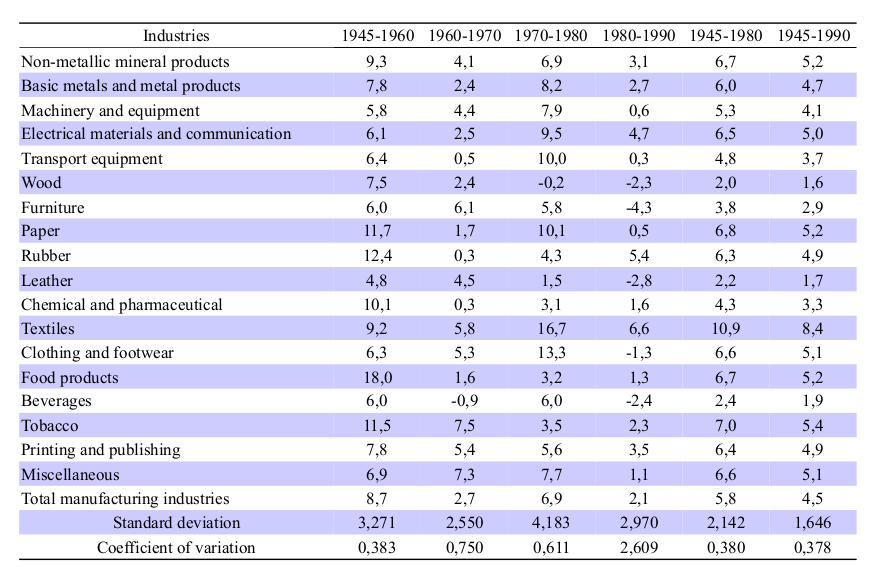 Industries 1945-1960 1960-1970 1970-1980 1980-1990 1945-1980 1945-1990
Non-metallic mineral products 9,3 4,1 6,9 3,1 6,7 5,2
Basic metals and metal products 7,8 2,4 8,2 2,7 6,0 4,7
Machinery and equipment 5,8 4,4 7,9 0,6 5,3 4,1
Electrical materials and communication 6,1 2,5 9,5 4,7 6,5 5,0
Transport equipment 6,4 0,5 10,0 0,3 4,8 3,7
Wood 7,5 2,4 -0,2 -2,3 2,0 1,6
Furniture 6,0 6,1 5,8 -4,3 3,8 2,9
Paper 11,7 1,7 10,1 0,5 6,8 5,2
Rubber 12,4 0,3 4,3 5,4 6,3 4,9
Leather 4,8 4,5 1,5 -2,8 2,2 1,7
Chemical and pharmaceutical 10,1 0,3 3,1 1,6 4,3 3,3
Textiles 9,2 5,8 16,7 6,6 10,9 8,4
Clothing and footwear 6,3 5,3 13,3 -1,3 6,6 5,1
Food products 18,0 1,6 3,2 1,3 6,7 5,2
Beverages 6,0 -0,9 6,0 -2,4 2,4 1,9
Tobacco 11,5 7,5 3,5 2,3 7,0 5,4
Printing and publishing 7,8 5,4 5,6 3,5 6,4 4,9
Miscellaneous 6,9 7,3 7,7 1,1 6,6 5,1
Total manufacturing industries 8,7 2,7 6,9 2,1 5,8 4,5
Standard deviation 3,271 2,550 4,183 2,970 2,142 1,646
Coefficient of variation 0,383 0,750 0,611 2,609 0,380 0,378